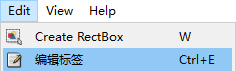 Edit View Help
Create RectBox W
编辑标签 Ctrl+E